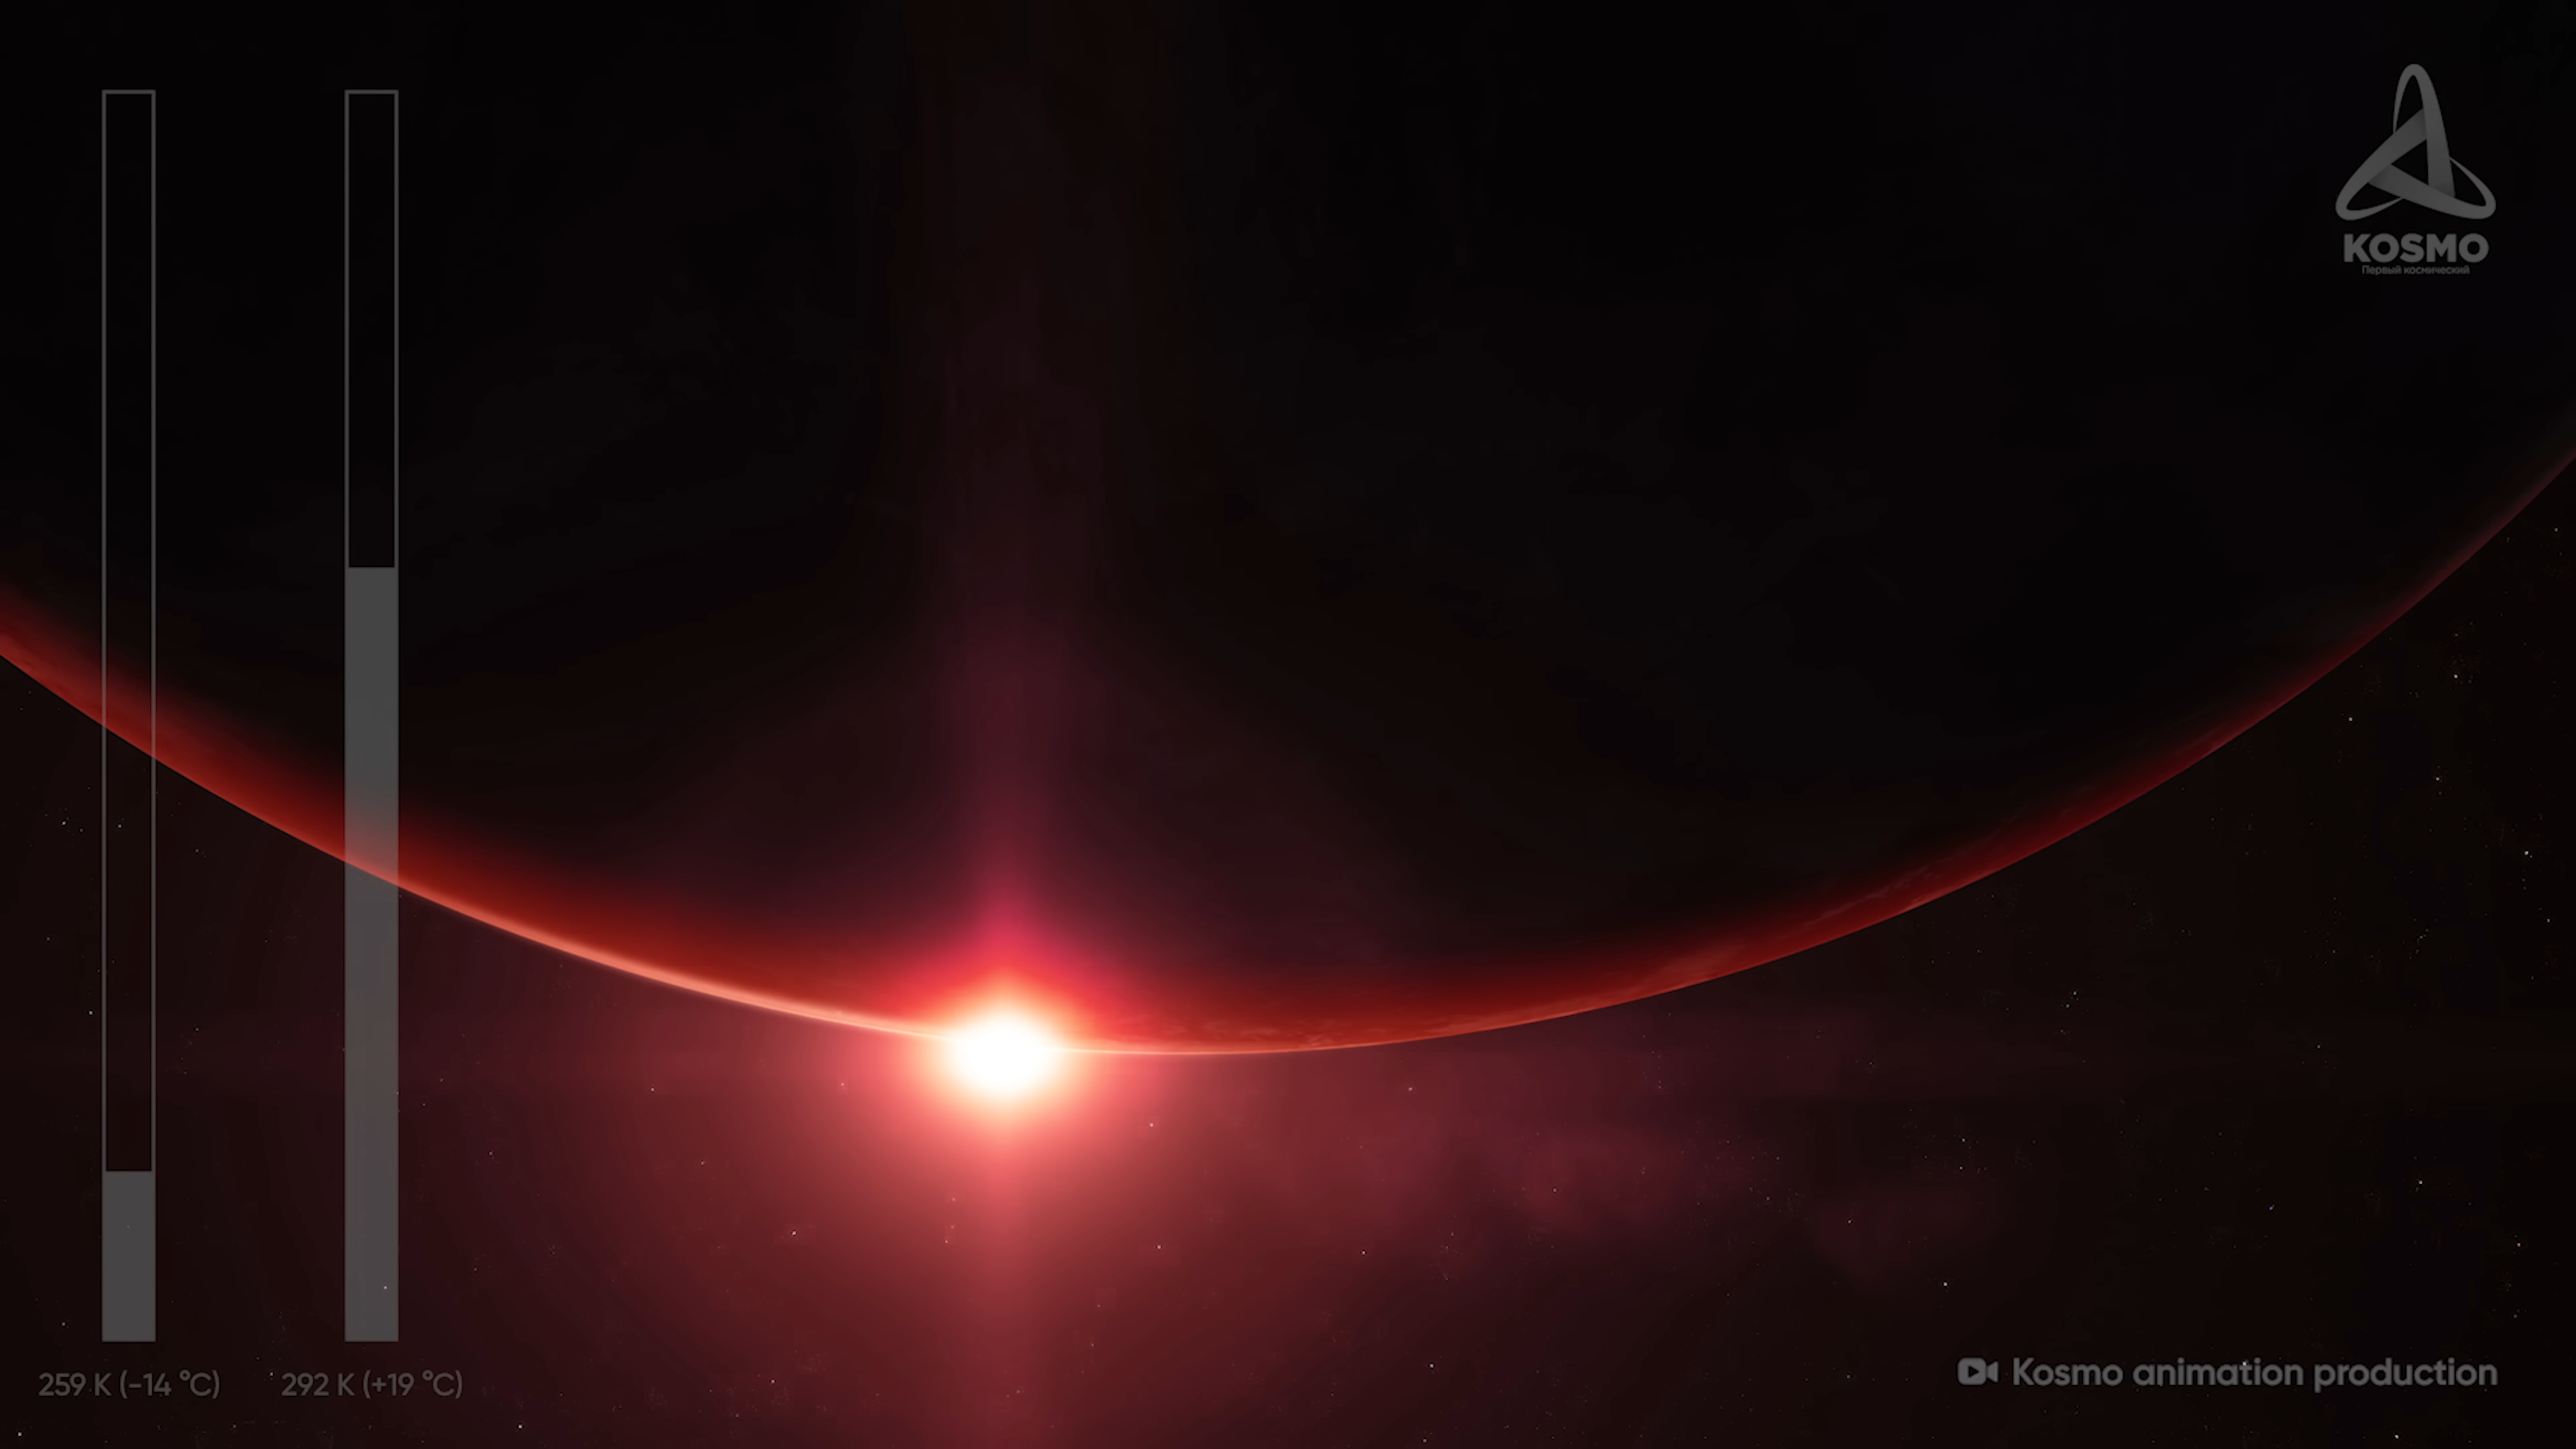 KOSMO
Первый космический
259 K (-14 °C)
292 K (+19 °C)
Kosmo animation production